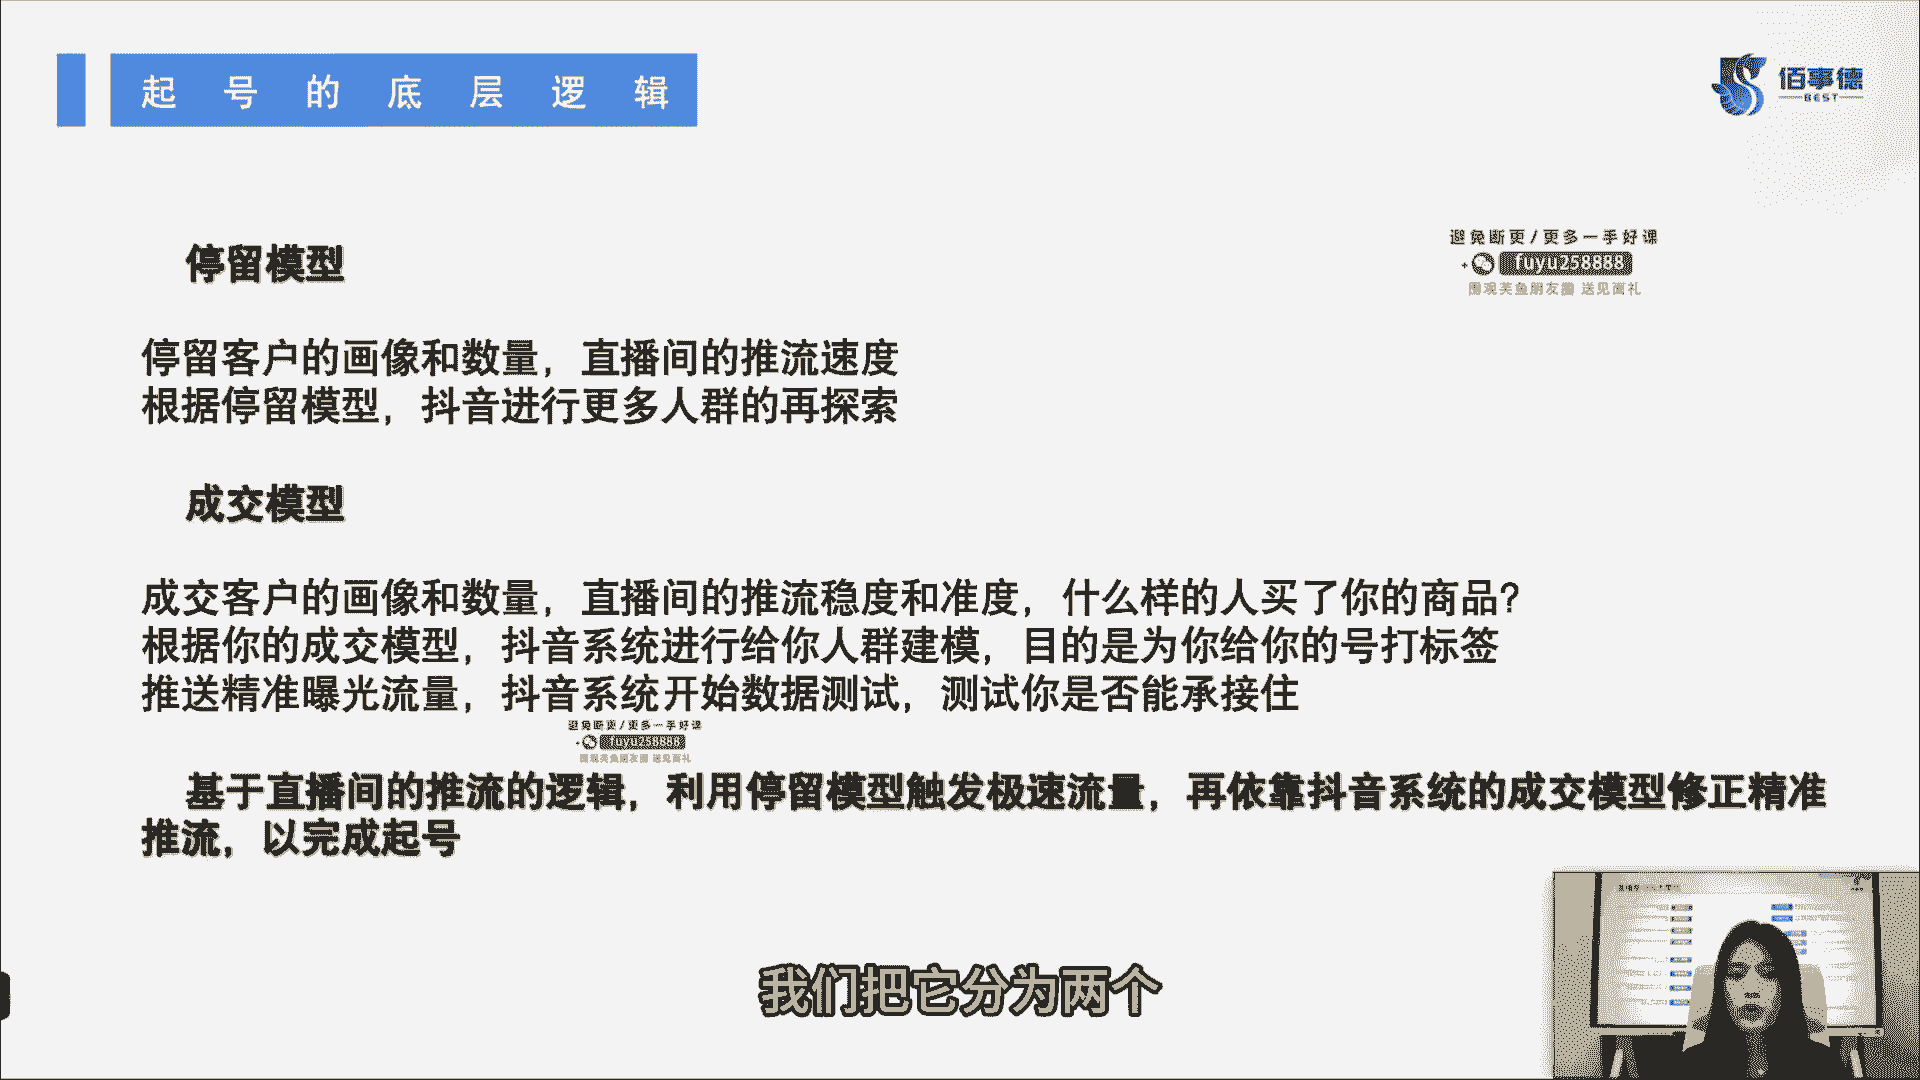 起号的底层逻辑
佰事德
BEST
避免断更/更多一手好课
+ fuyu258888
围观芙鱼朋友圈 送见面礼
停留模型
停留客户的画像和数量，直播间的推流速度
根据停留模型，抖音进行更多人群的再探索
成交模型
成交客户的画像和数量，直播间的推流稳度和准度，什么样的人买了你的商品?
根据你的成交模型，抖音系统进行给你人群建模，目的是为你给你的号打标签
推送精准曝光流量，抖音系统开始数据测试，测试你是否能承接住
避免断更/更多一手好课
+ fuyu258888
围观芙鱼朋友圈 送见面礼
基于直播间的推流的逻辑，利用停留模型触发极速流量，再依靠抖音系统的成交模型修正精准
推流，以完成起号
我们把它分为两个